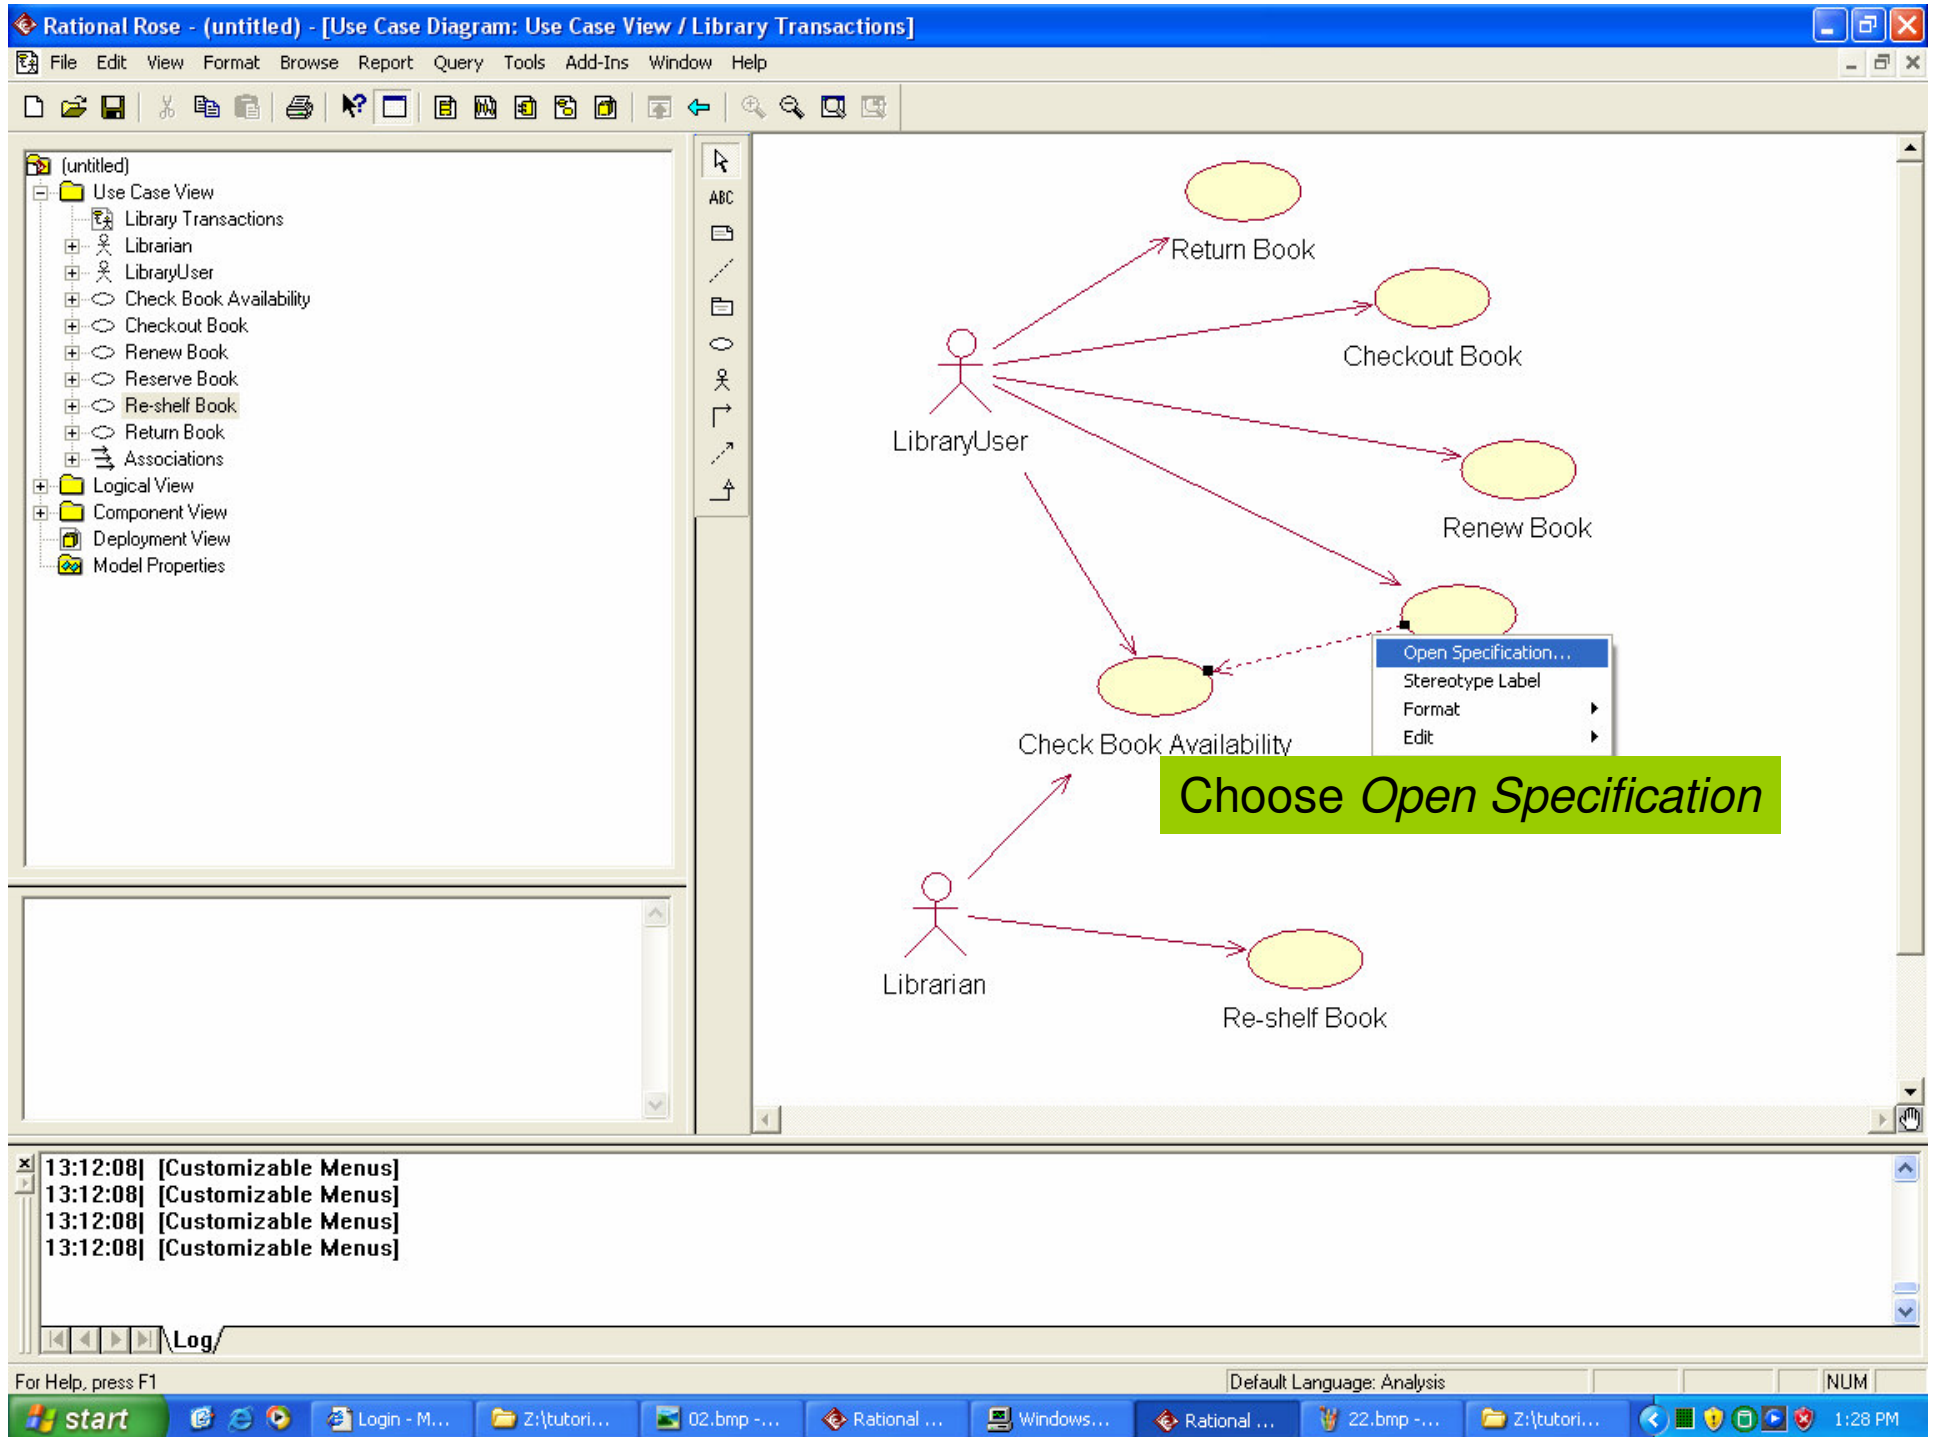 Rational Rose - (untitled) - [Use Case Diagram: Use Case View / Library Transactions]
File Edit View Format Browse Report Query Tools Add-Ins Window Help
(untitled)
Use Case View
Library Transactions
Librarian
LibraryUser
Check Book Availability
Checkout Book
Renew Book
Reserve Book
Re-shelf Book
Return Book
Associations
Logical View
Component View
Deployment View
Model Properties
ABC
Return Book
Checkout Book
LibraryUser
Renew Book
Open Specification...
Stereotype Label
Format
Edit
Check Book Availability
Choose Open Specification
Librarian
Re-shelf Book
13:12:08| [Customizable Menus]
13:12:08| [Customizable Menus]
13:12:08| [Customizable Menus]
13:12:08| [Customizable Menus]
Log
For Help, press F1 Default Language: Analysis NUM
start Login - M... Z:\tutori... 02.bmp -... Rational ... Windows... Rational ... 22.bmp -... Z:\tutori... 1:28 PM